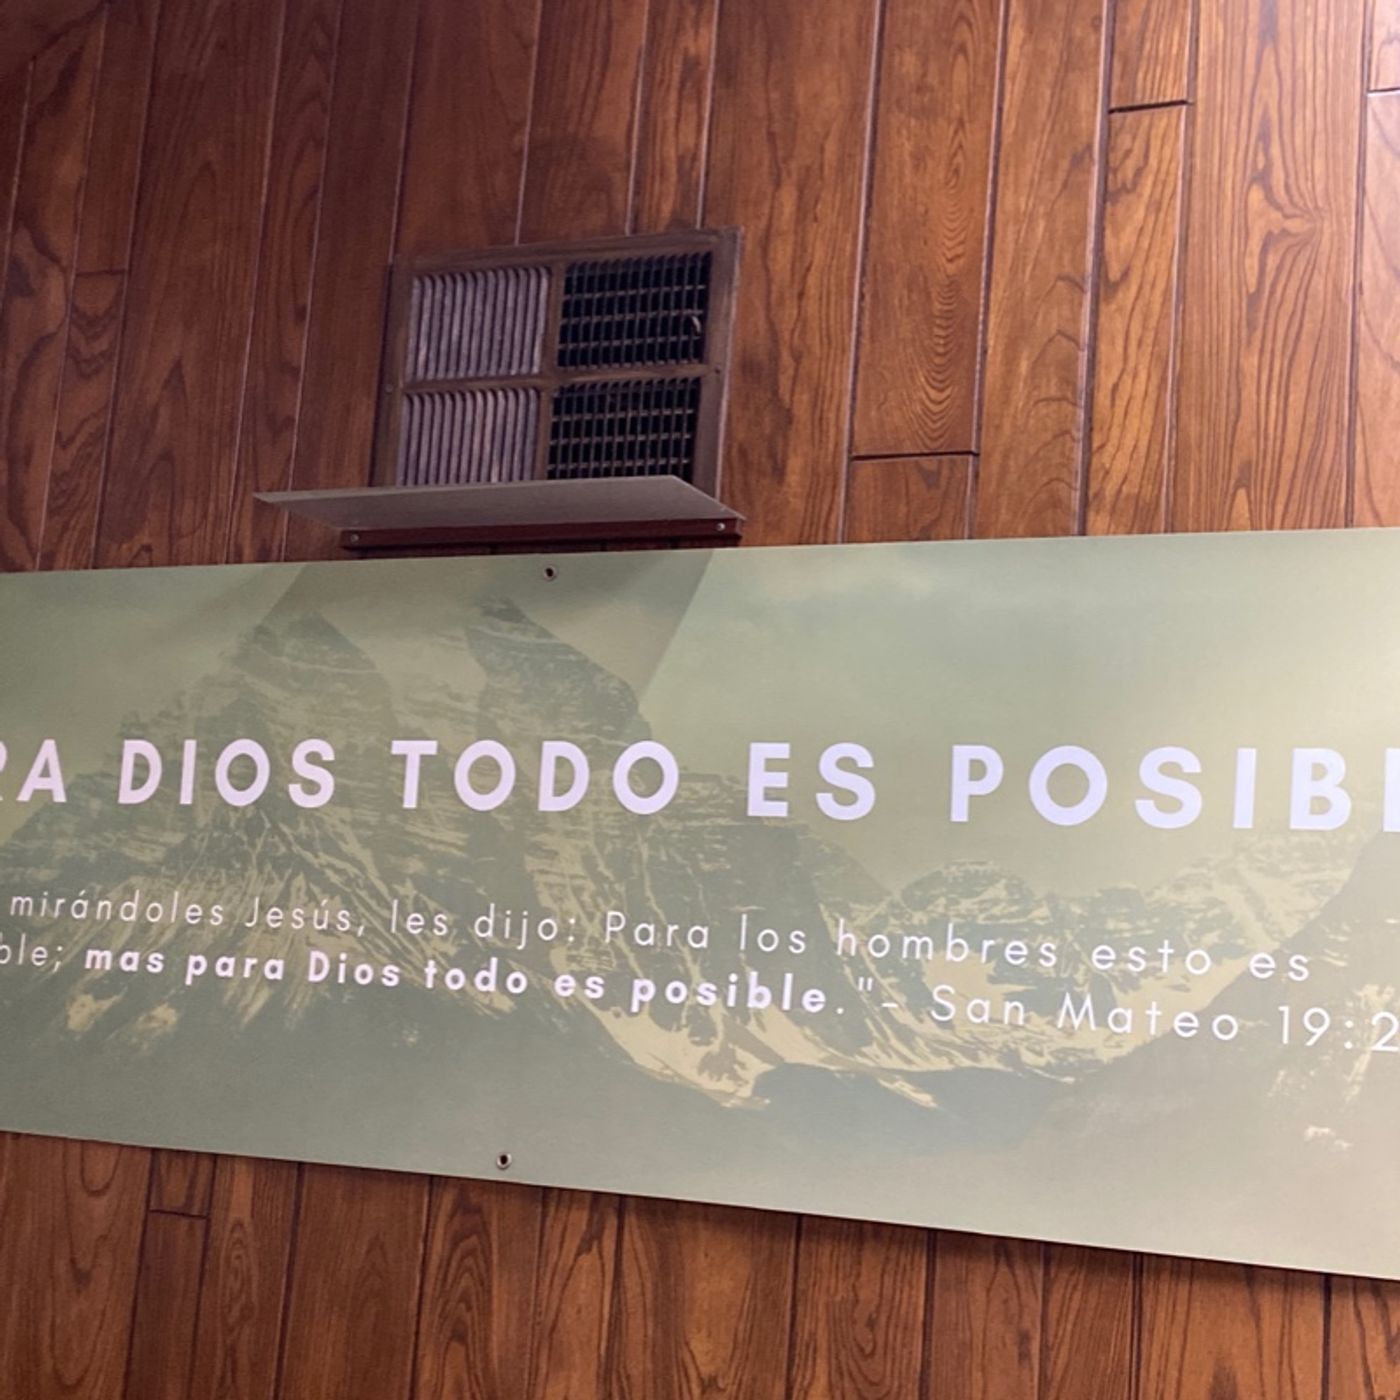 RA DIOS TODO ES POSIB
mirándoles Jesús, les dijo: Para los hombres esto es
ble; mas para Dios todo es posible."- San Mateo 19:2